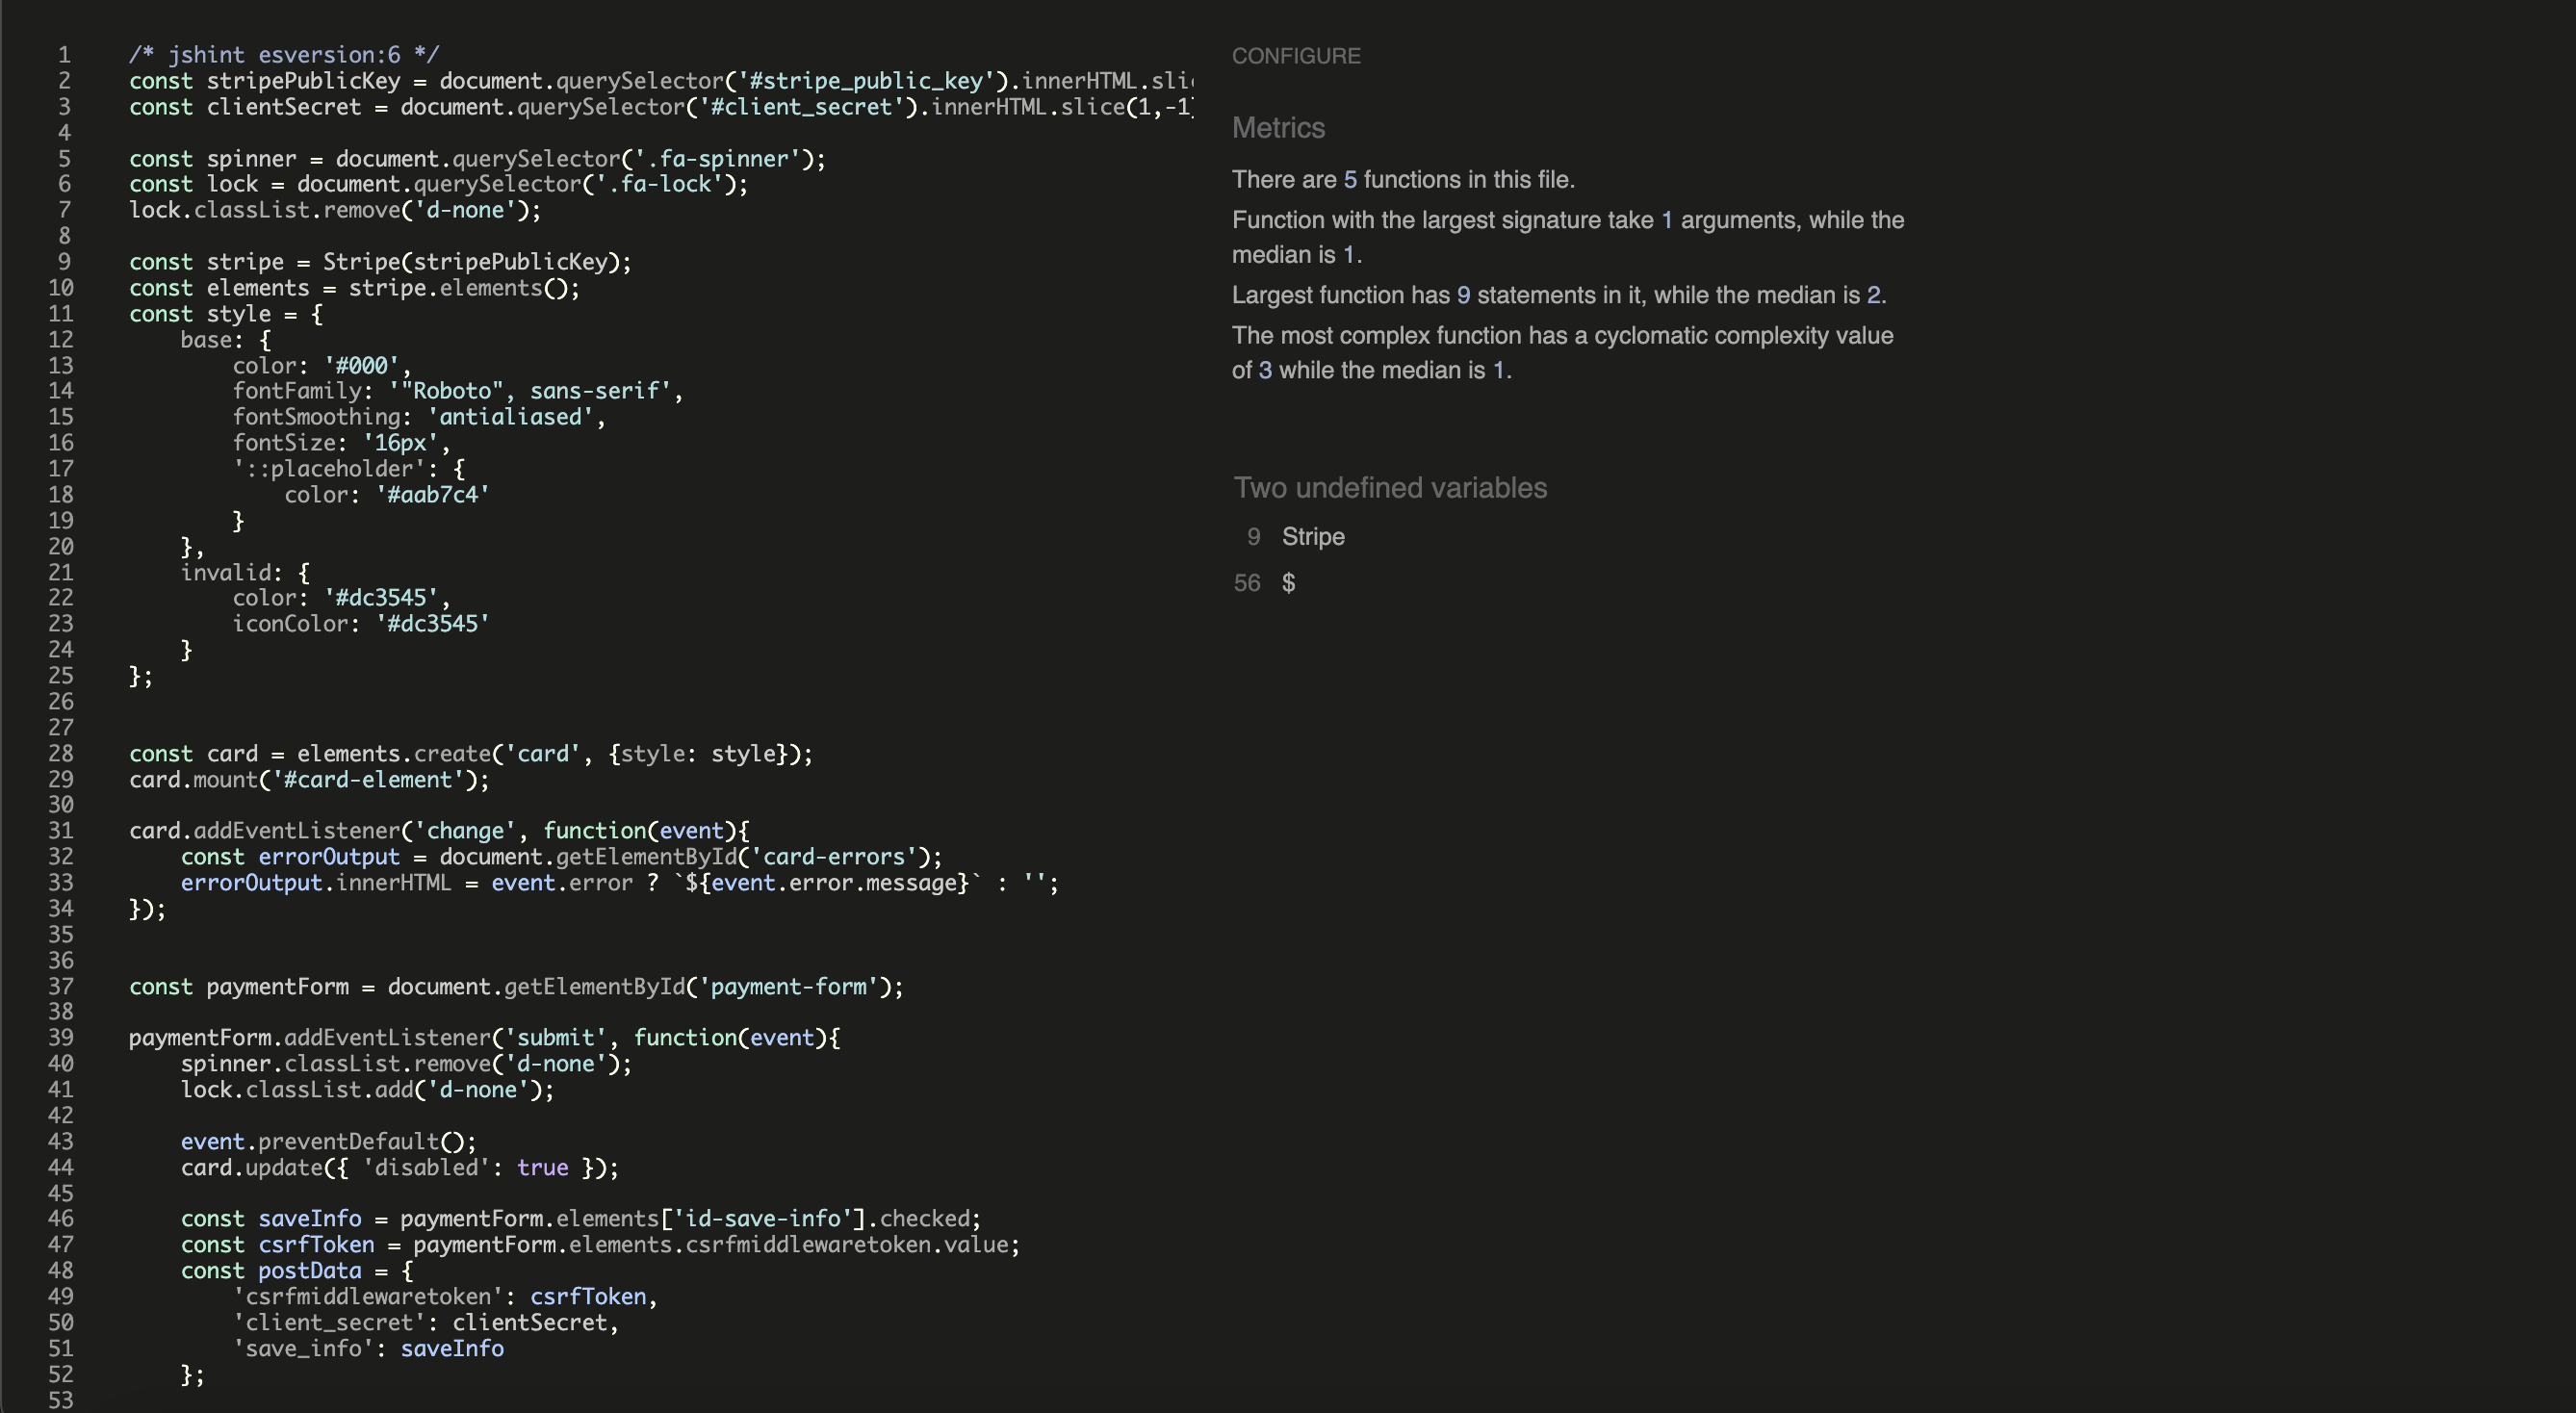 1 /* jshint esversion:6 */
2 const stripePublicKey = document.querySelector('#stripe_public_key').innerHTML.slic
3 const clientSecret = document.querySelector('#client_secret').innerHTML.slice(1,-1)
4
5 const spinner = document.querySelector('.fa-spinner');
6 const lock = document.querySelector('.fa-lock');
7 lock.classList.remove('d-none');
8
9 const stripe = Stripe(stripePublicKey);
10 const elements = stripe.elements();
11 const style = {
12     base: {
13         color: '#000',
14         fontFamily: '"Roboto", sans-serif',
15         fontSmoothing: 'antialiased',
16         fontSize: '16px',
17         '::placeholder': {
18             color: '#aab7c4'
19         }
20     },
21     invalid: {
22         color: '#dc3545',
23         iconColor: '#dc3545'
24     }
25 };
26
27
28 const card = elements.create('card', {style: style});
29 card.mount('#card-element');
30
31 card.addEventListener('change', function(event){
32     const errorOutput = document.getElementById('card-errors');
33     errorOutput.innerHTML = event.error ? `${event.error.message}` : '';
34 });
35
36
37 const paymentForm = document.getElementById('payment-form');
38
39 paymentForm.addEventListener('submit', function(event){
40     spinner.classList.remove('d-none');
41     lock.classList.add('d-none');
42
43     event.preventDefault();
44     card.update({ 'disabled': true });
45
46     const saveInfo = paymentForm.elements['id-save-info'].checked;
47     const csrfToken = paymentForm.elements.csrfmiddlewaretoken.value;
48     const postData = {
49         'csrfmiddlewaretoken': csrfToken,
50         'client_secret': clientSecret,
51         'save_info': saveInfo
52     };
53
CONFIGURE
Metrics
There are 5 functions in this file.
Function with the largest signature take 1 arguments, while the
median is 1.
Largest function has 9 statements in it, while the median is 2.
The most complex function has a cyclomatic complexity value
of 3 while the median is 1.
Two undefined variables
9 Stripe
56 $